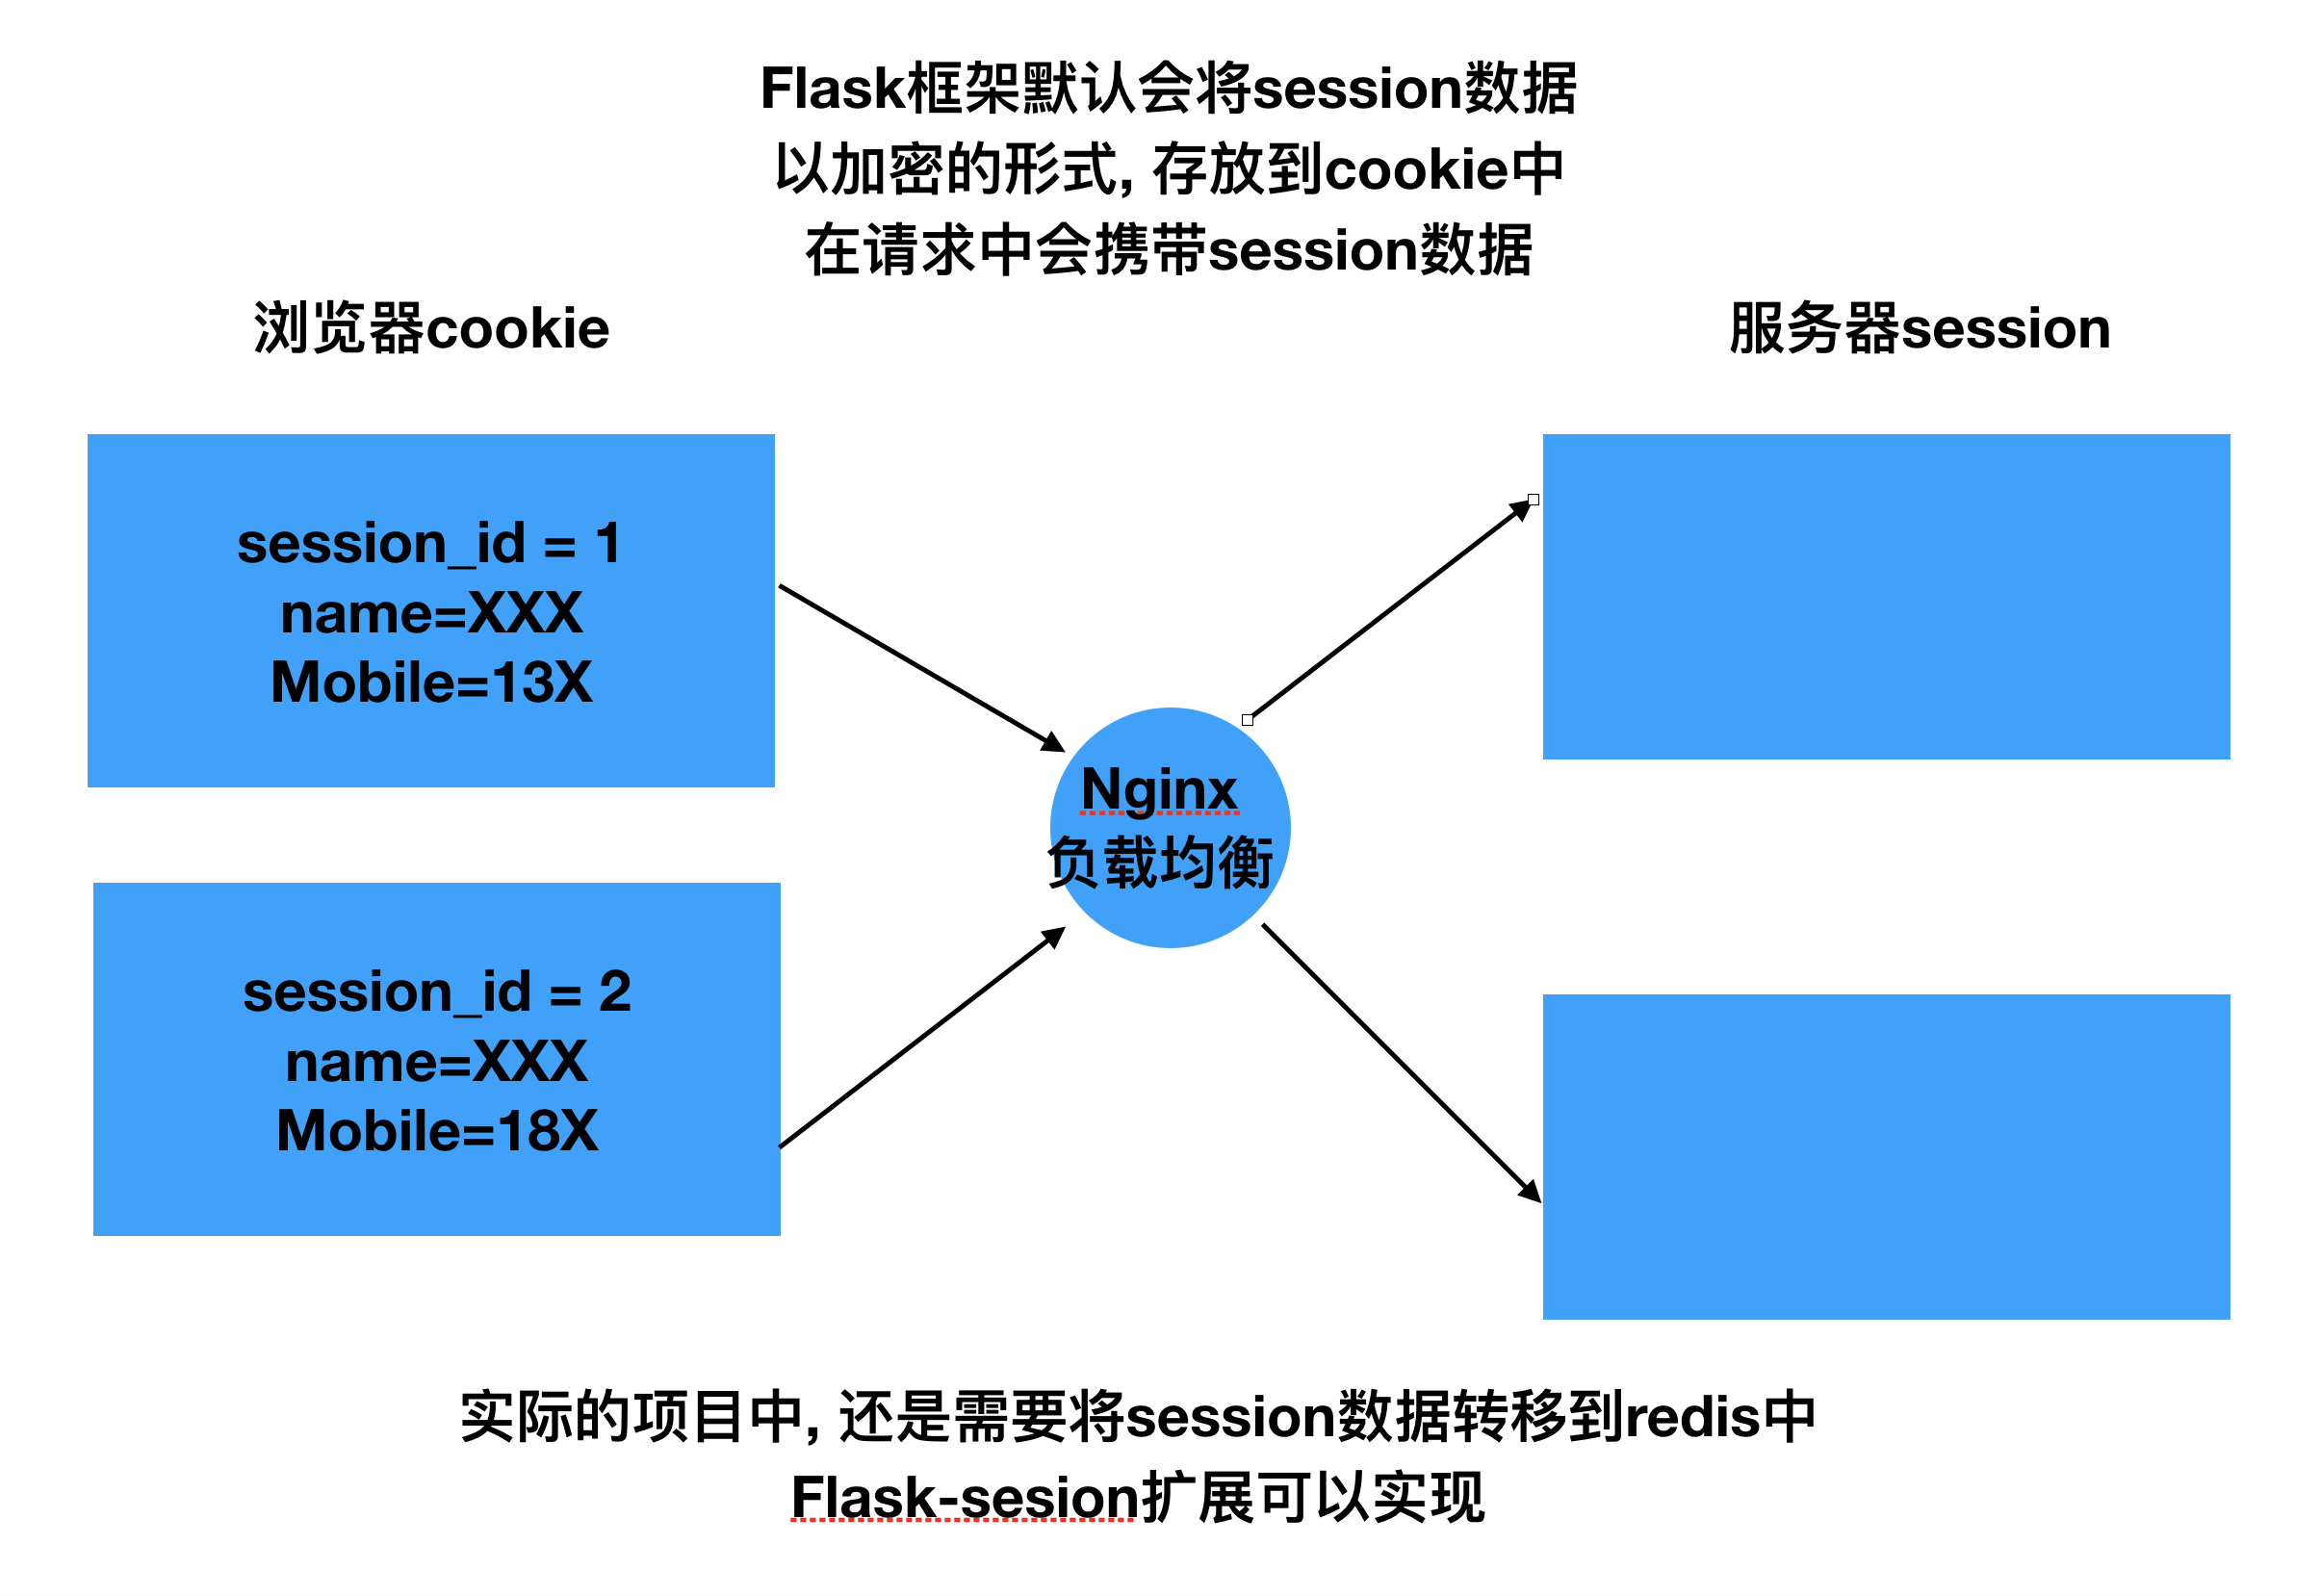 Flask框架默认会将session数据
以加密的形式, 存放到cookie中
在请求中会携带session数据
浏览器cookie
服务器session
session_id = 1
name=XXX
Mobile=13X
Nginx
负载均衡
session_id = 2
name=XXX
Mobile=18X
实际的项目中, 还是需要将session数据转移到redis中
Flask-sesion扩展可以实现